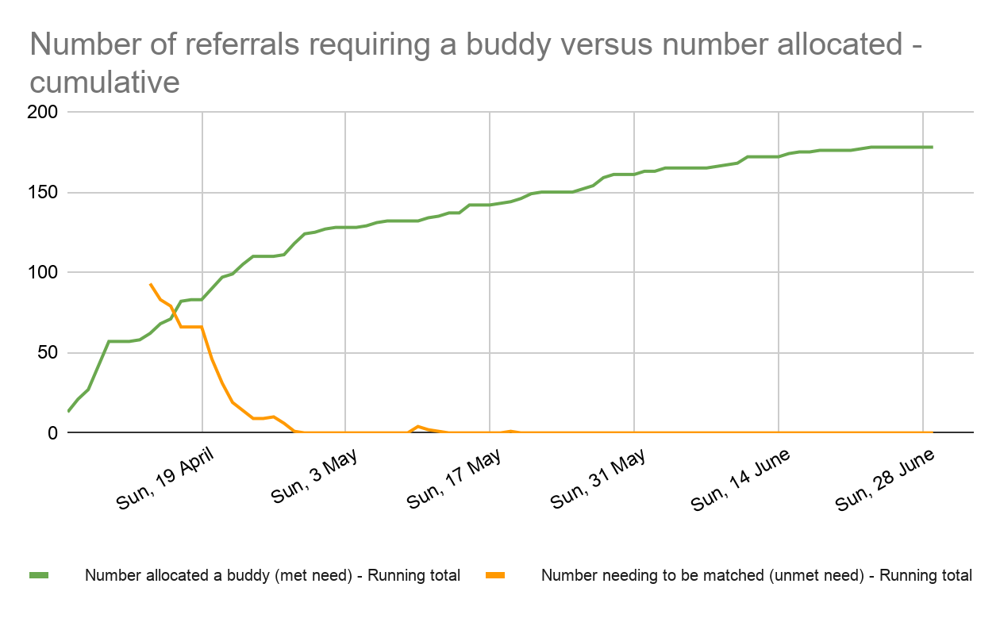 Number of referrals requiring a buddy versus number allocated -
cumulative
200
150
100
50
0
Sun, 19 April
Sun, 3 May
Sun, 17 May
Sun, 31 May
Sun, 14 June
Sun, 28 June
Number allocated a buddy (met need) - Running total
Number needing to be matched (unmet need) - Running total